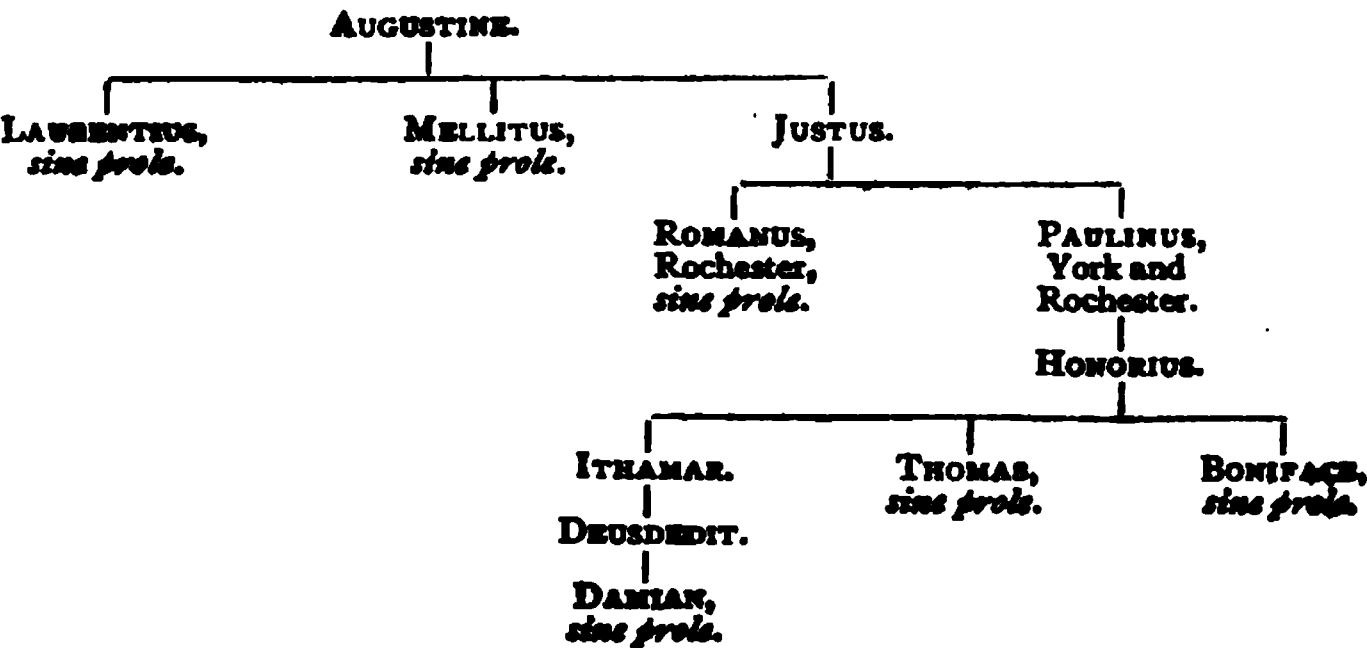 AUGUSTINE.
LAURENTIUS,
sine prole.
MELLITUS,
sine prole.
JUSTUS.
ROMANUS,
Rochester,
sine prole.
PAULINUS,
York and
Rochester.
HONORIUS.
ITHAMAR.
THOMAS,
sine prole.
BONIFACE,
sine prole.
DEUSDEDIT.
DAMIAN,
sine prole.